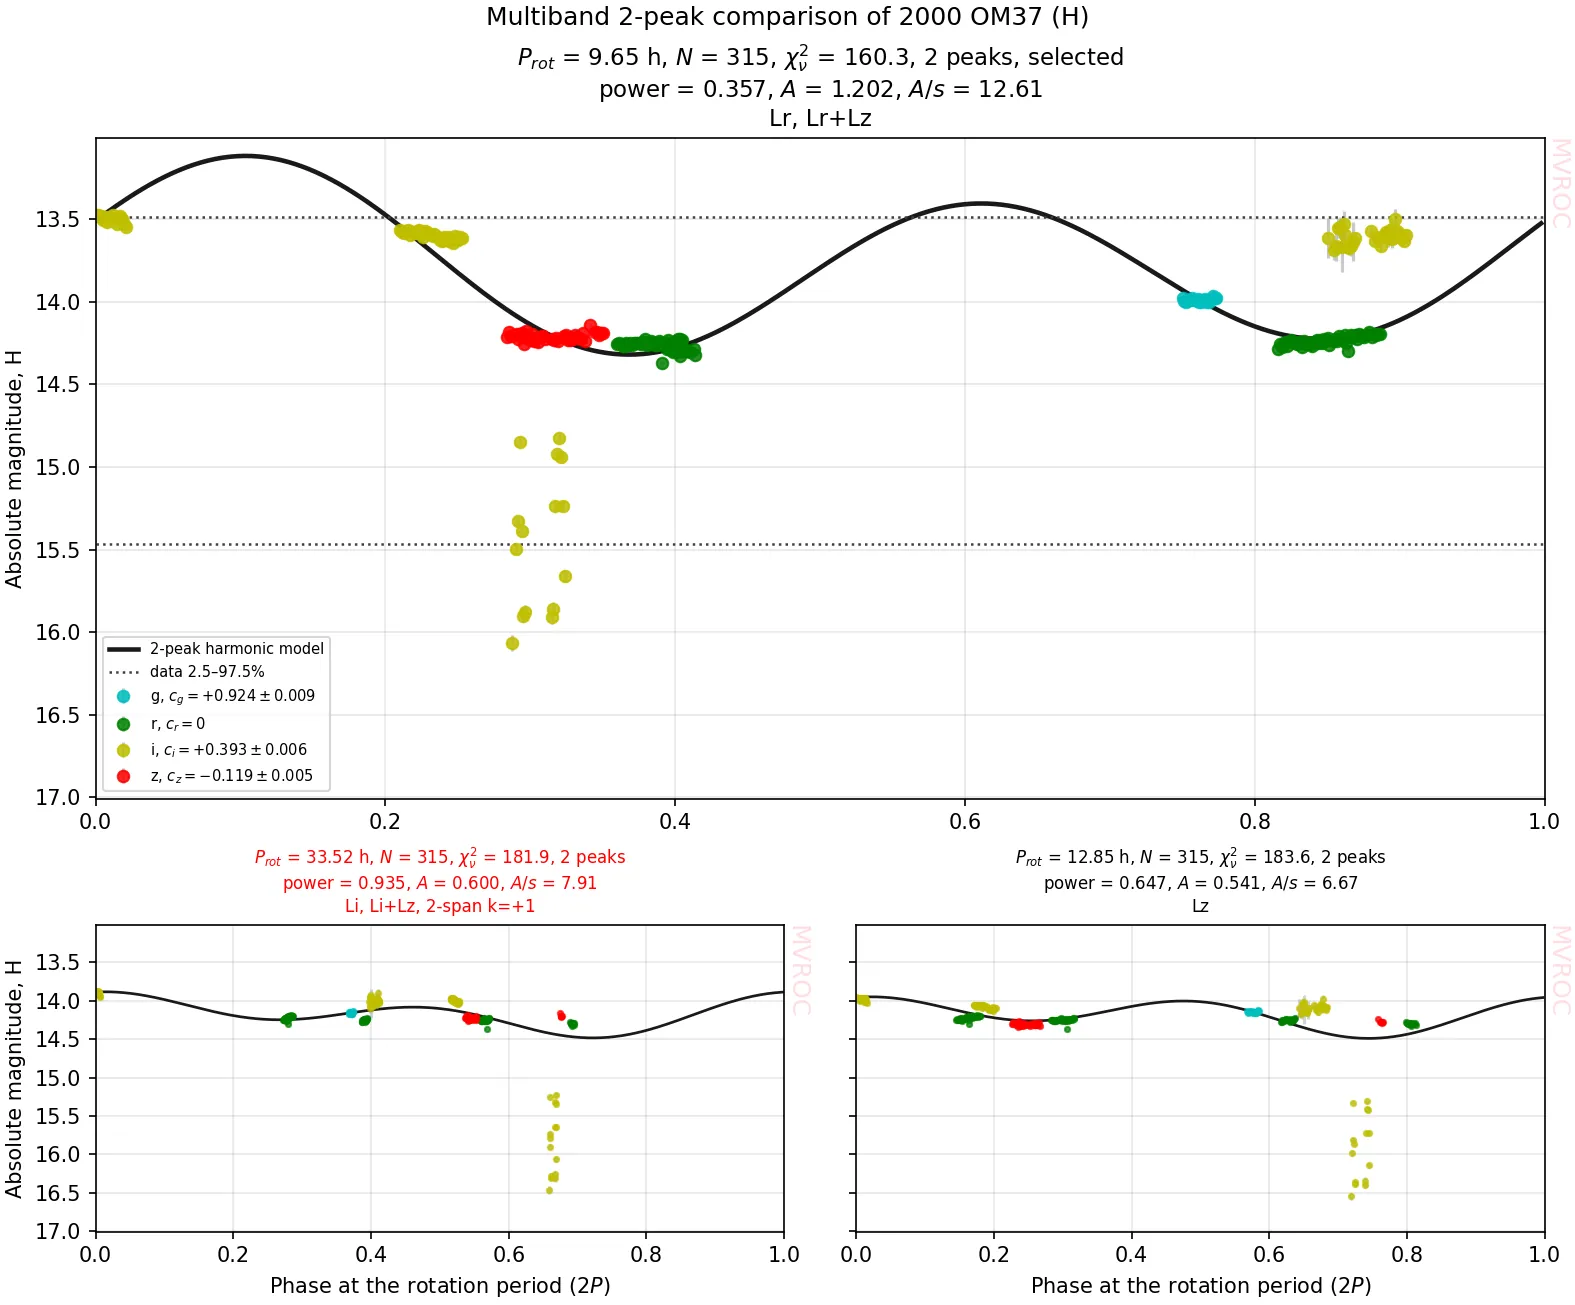 Multiband 2-peak comparison of 2000 OM37 (H)
P_rot = 9.65 h, N = 315, χ²_ν = 160.3, 2 peaks, selected
power = 0.357, A = 1.202, A/s = 12.61
Lr, Lr+Lz
MVROC
Absolute magnitude, H
13.5
14.0
14.5
15.0
15.5
16.0
16.5
17.0
2-peak harmonic model
data 2.5–97.5%
g, c_g = +0.924 ± 0.009
r, c_r = 0
i, c_i = +0.393 ± 0.006
z, c_z = −0.119 ± 0.005
0.0 0.2 0.4 0.6 0.8 1.0
P_rot = 33.52 h, N = 315, χ²_ν = 181.9, 2 peaks
power = 0.935, A = 0.600, A/s = 7.91
Li, Li+Lz, 2-span k=+1
MVROC
Absolute magnitude, H
13.5
14.0
14.5
15.0
15.5
16.0
16.5
17.0
0.0 0.2 0.4 0.6 0.8 1.0
Phase at the rotation period (2P)
P_rot = 12.85 h, N = 315, χ²_ν = 183.6, 2 peaks
power = 0.647, A = 0.541, A/s = 6.67
Lz
MVROC
0.0 0.2 0.4 0.6 0.8 1.0
Phase at the rotation period (2P)